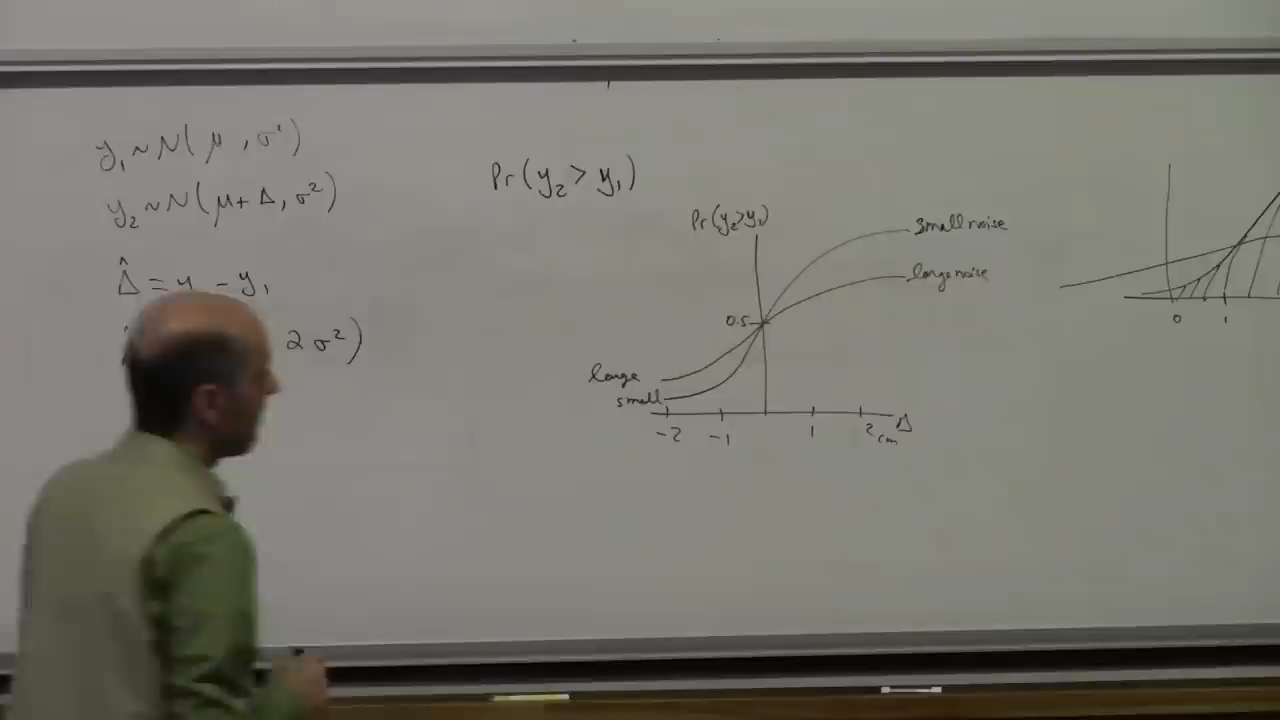 y₁ ~ N(μ, σ²)
y₂ ~ N(μ+Δ, σ²)
Δ̂ = y - y₁
2σ²)
Pr(y₂ > y₁)
Pr(y₂>y₁)
small noise
large noise
0.5
large
small
-2 -1 1 2 cm Δ
0 1